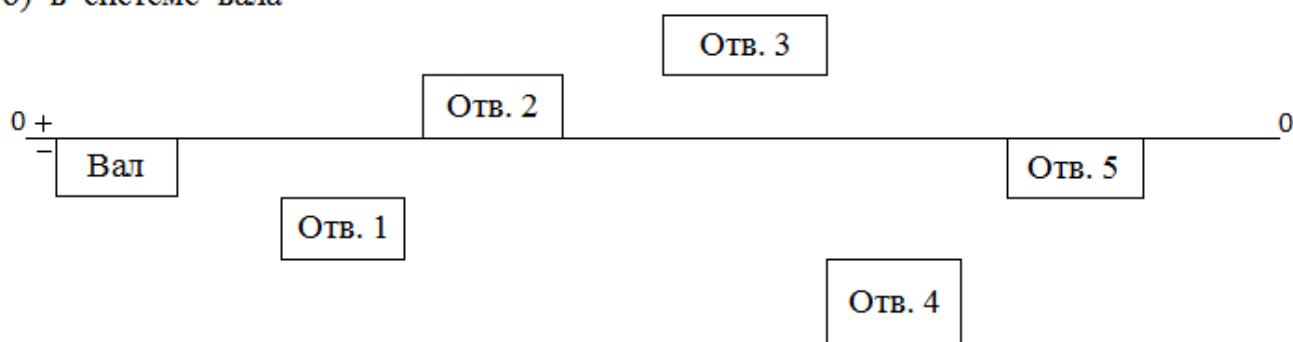 б) в системе вала
Отв. 3
Отв. 2
0 +
0
−
Вал
Отв. 5
Отв. 1
Отв. 4